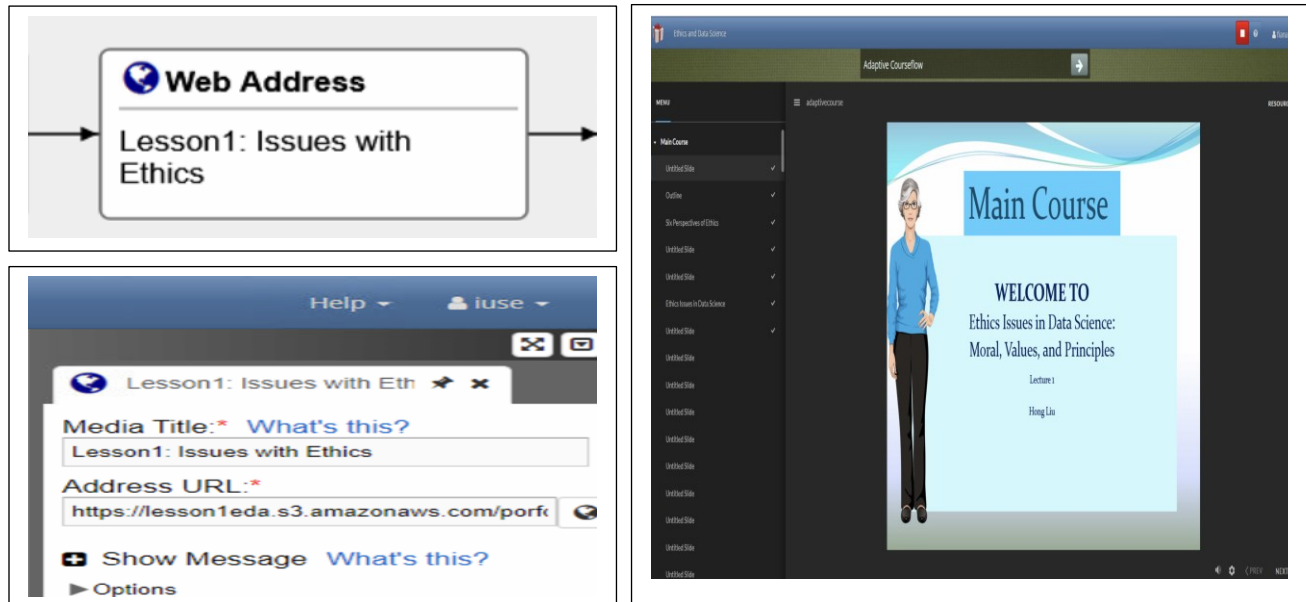 Web Address
Lesson1: Issues with
Ethics
Help
iuse
Lesson1: Issues with Eth
Media Title:* What's this?
Lesson1: Issues with Ethics
Address URL:*
https://lesson1eda.s3.amazonaws.com/porfo
Show Message What's this?
Options
Ethics and Data Science
Adaptive Courseflow
MENU
adaptivecourse
RESOUR
Main Course
Untitled Slide
Outline
Six Perspectives of Ethics
Untitled Slide
Untitled Slide
Ethics Issues in Data Science
Untitled Slide
Untitled Slide
Untitled Slide
Untitled Slide
Untitled Slide
Untitled Slide
Untitled Slide
Untitled Slide
Untitled Slide
Untitled Slide
Main Course
WELCOME TO
Ethics Issues in Data Science:
Moral, Values, and Principles
Lecture 1
Hong Liu
PREV
NEXT